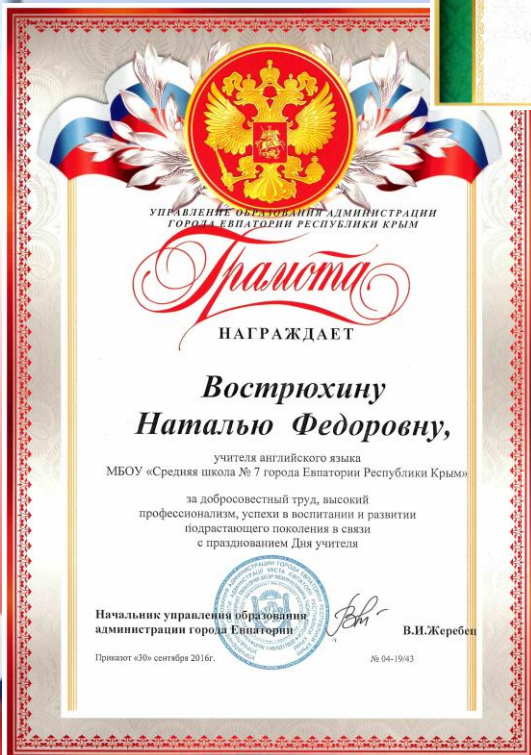 УПРАВЛЕНИЕ ОБРАЗОВАНИЯ АДМИНИСТРАЦИИ
ГОРОДА ЕВПАТОРИИ РЕСПУБЛИКИ КРЫМ
Грамота
НАГРАЖДАЕТ
Вострюхину
Наталью Федоровну,
учителя английского языка
МБОУ «Средняя школа № 7 города Евпатории Республики Крым»
за добросовестный труд, высокий
профессионализм, успехи в воспитании и развитии
подрастающего поколения в связи
с празднованием Дня учителя
Начальник управления образования
администрации города Евпатории В.И.Жеребец
Приказот «30» сентября 2016г. № 04-19/43